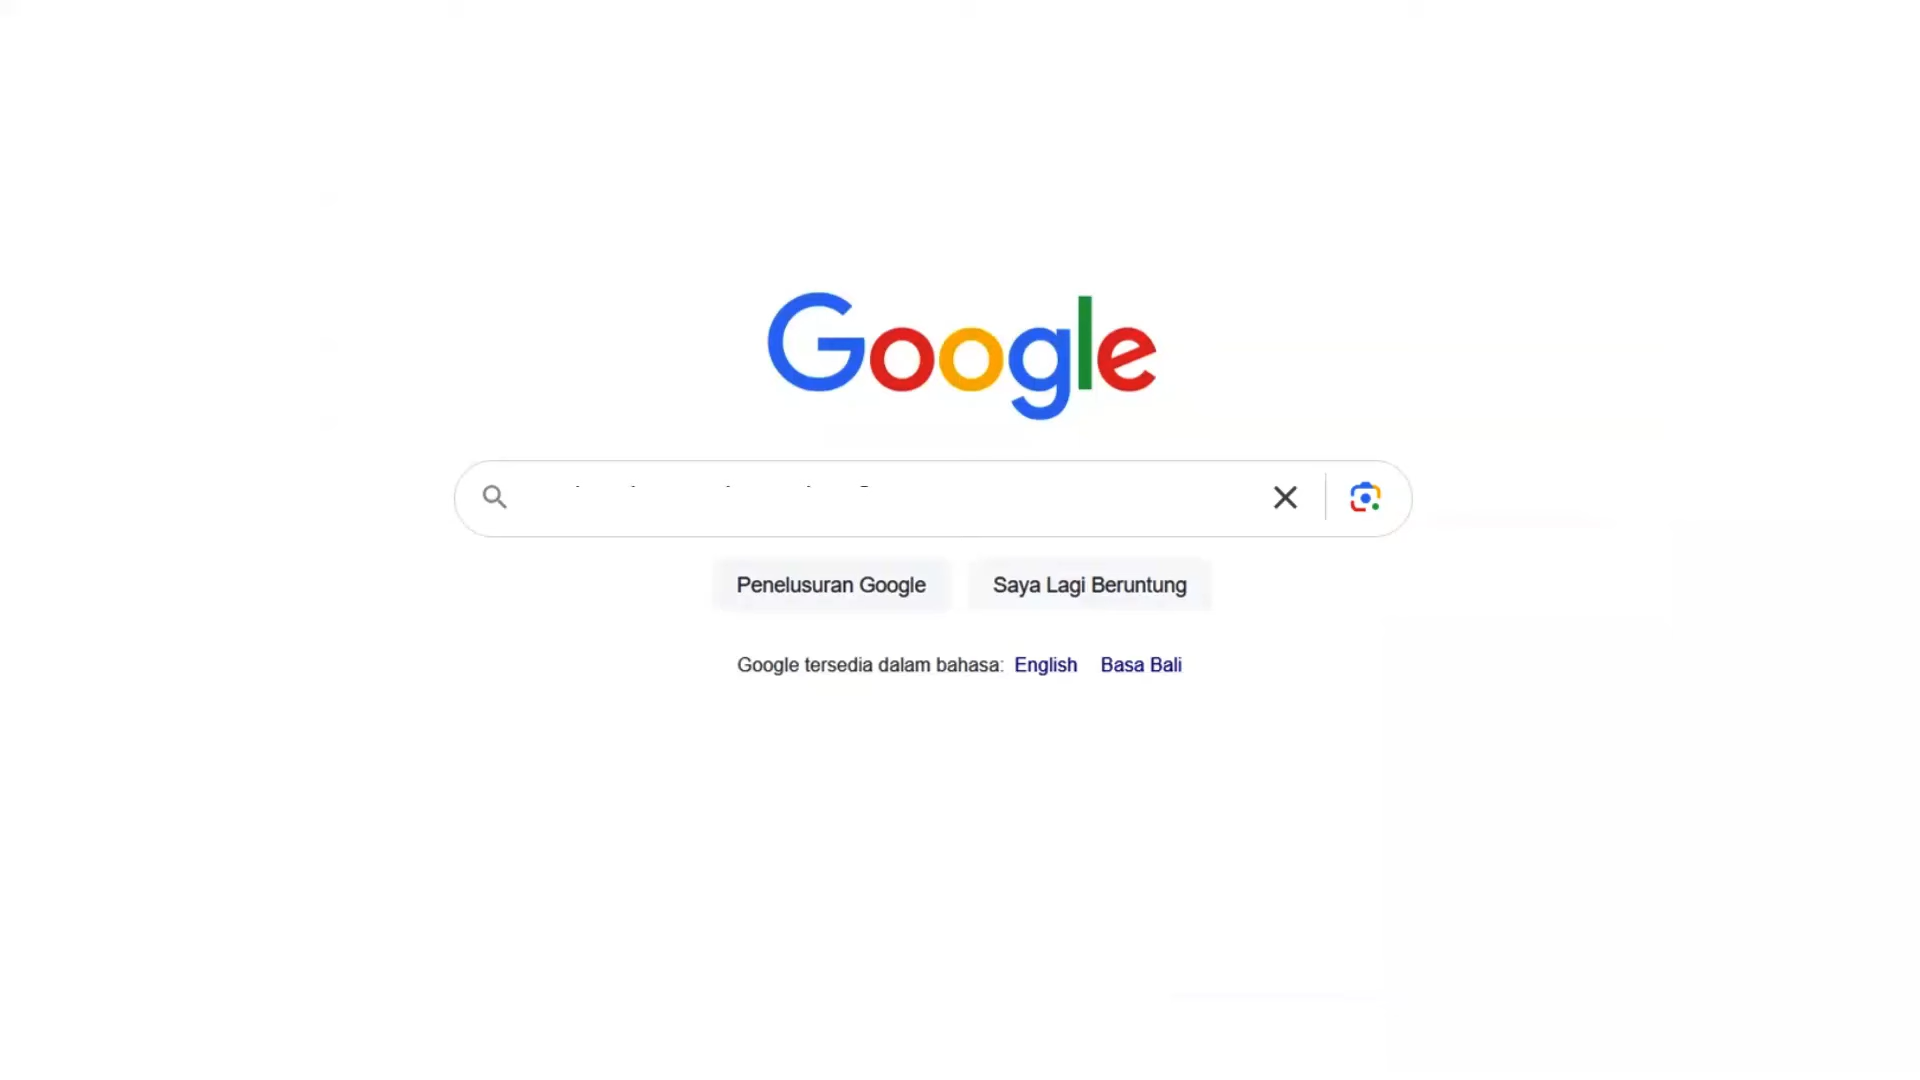 Google
Penelusuran Google
Saya Lagi Beruntung
Google tersedia dalam bahasa: English Basa Bali